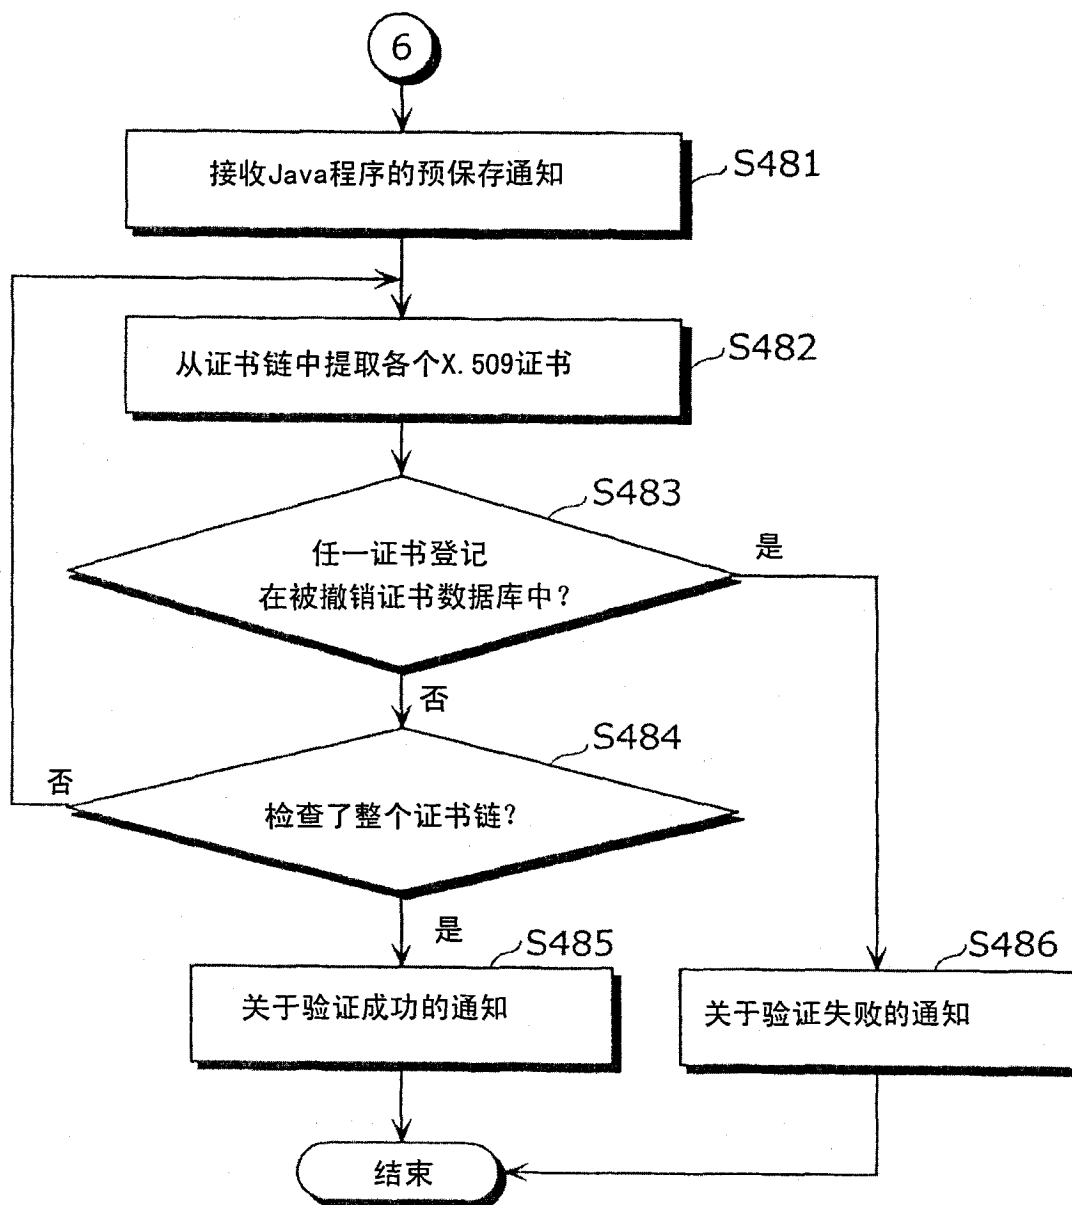 6
接收Java程序的预保存通知
S481
从证书链中提取各个X.509证书
S482
S483
任一证书登记
在被撤销证书数据库中？
是
否
S484
否
检查了整个证书链？
是
S485
关于验证成功的通知
S486
关于验证失败的通知
结束